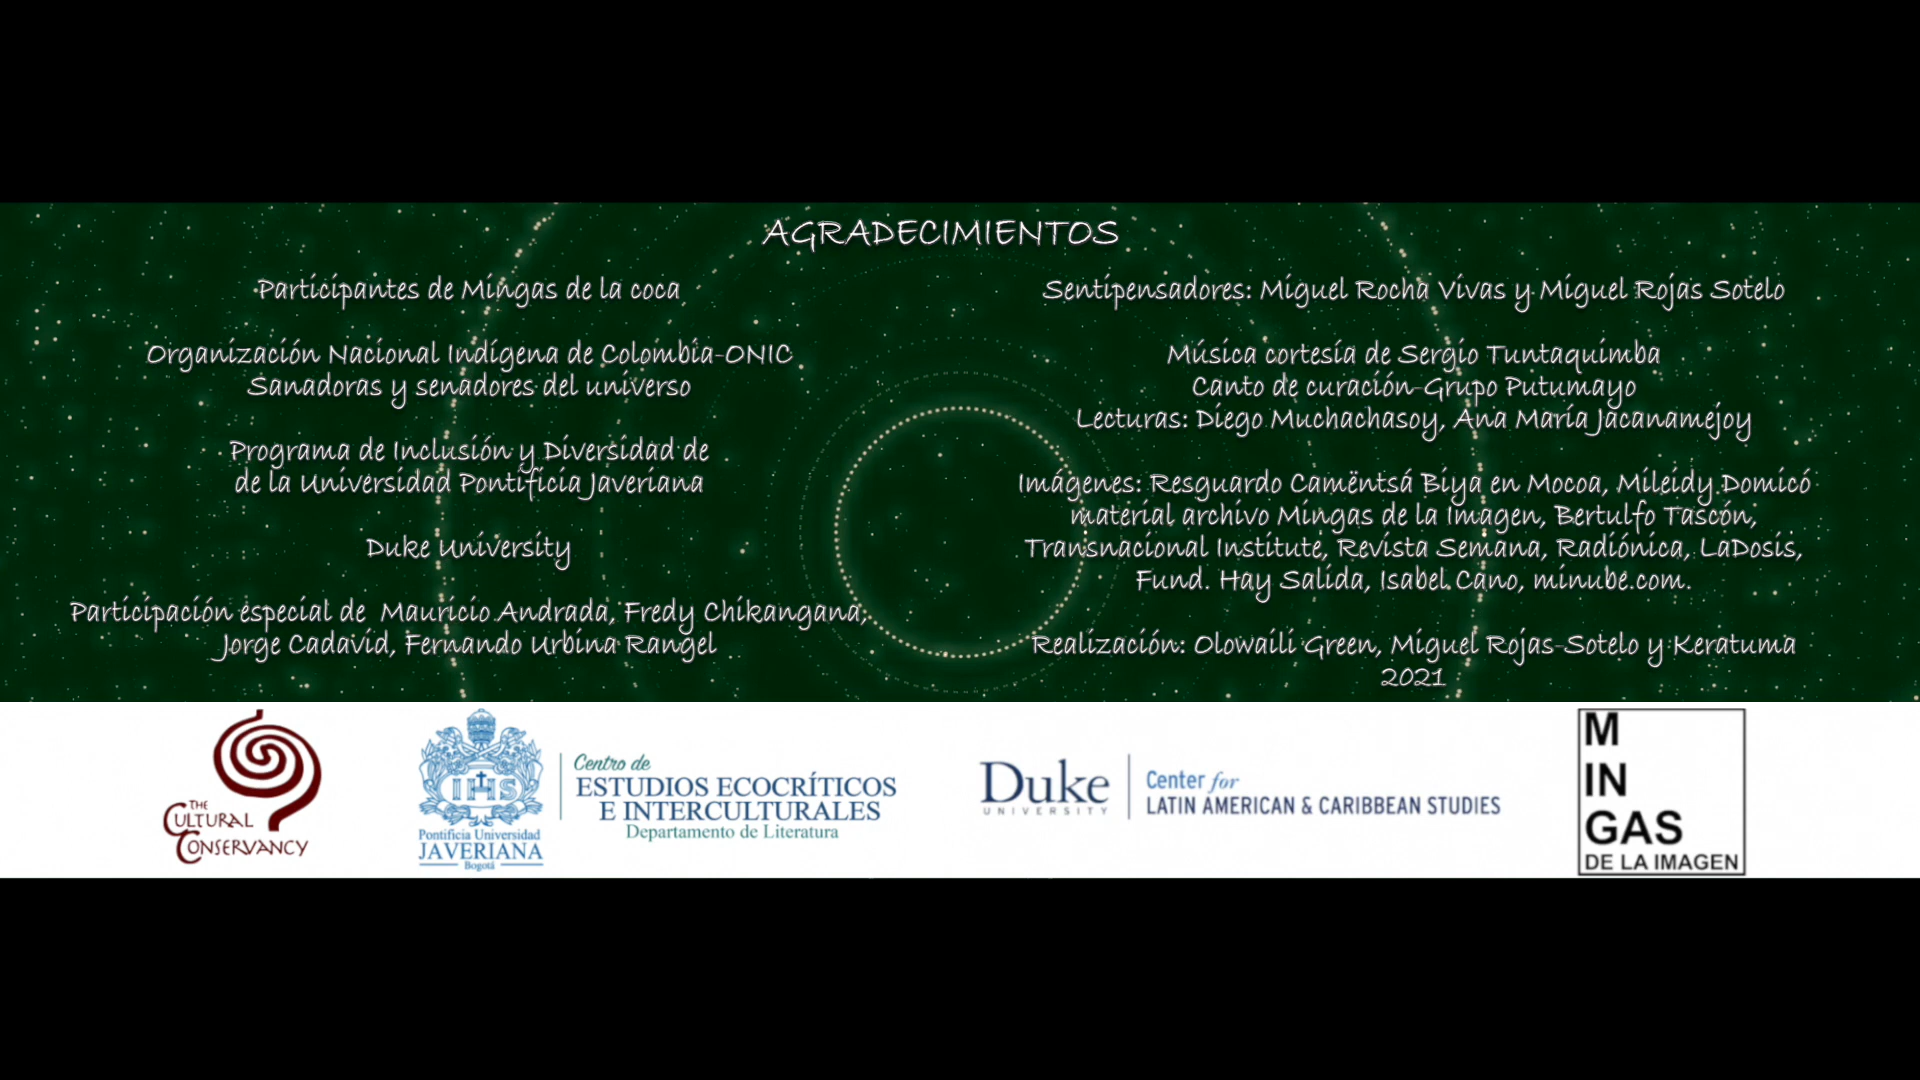 AGRADECIMIENTOS
Participantes de Mingas de la coca
Organización Nacional Indígena de Colombia-ONIC
Sanadoras y senadores del universo
Programa de Inclusión y Diversidad de
de la Universidad Pontificia Javeriana
Duke University
Participación especial de Mauricio Andrada, Fredy Chikangana,
Jorge Cadavid, Fernando Urbina Rangel
Sentipensadores: Miguel Rocha Vivas y Miguel Rojas Sotelo
Música cortesía de Sergio Tuntaquimba
Canto de curación-Grupo Putumayo
Lecturas: Diego Muchachasoy, Ana María Jacanamejoy
Imágenes: Resguardo Camëntsá Biya en Mocoa, Mileidy Domicó
material archivo Mingas de la Imagen, Bertulfo Tascón,
Transnacional Institute, Revista Semana, Radiónica, LaDosis,
Fund. Hay Salida, Isabel Cano, minube.com.
Realización: Olowaili Green, Miguel Rojas-Sotelo y Keratuma
2021
THE
CULTURAL
CONSERVANCY
IHS
Pontificia Universidad
JAVERIANA
Bogotá
Centro de
ESTUDIOS ECOCRÍTICOS
E INTERCULTURALES
Departamento de Literatura
Duke
UNIVERSITY
Center for
LATIN AMERICAN & CARIBBEAN STUDIES
M
IN
GAS
DE LA IMAGEN